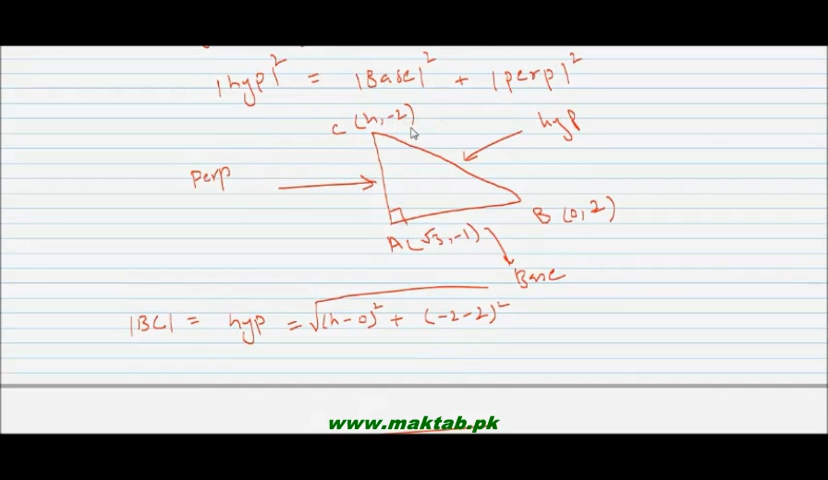 |hyp|² = |Base|² + |perp|²
C (h, -2)
hyp
Perp
B (0, 2)
A (√3, -1)
Base
|BC| = hyp = √(h-0)² + (-2-2)²
www.maktab.pk